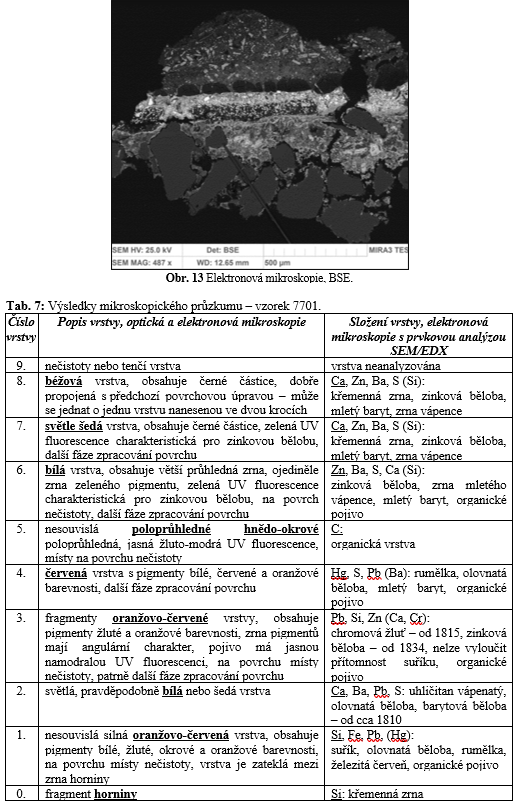 SEM HV: 25.0 kV Det: BSE MIRA3 TES
SEM MAG: 487 x WD: 12.65 mm 500 µm
Obr. 13 Elektronová mikroskopie, BSE.
Tab. 7: Výsledky mikroskopického průzkumu – vzorek 7701.
Číslo vrstvy
Popis vrstvy, optická a elektronová mikroskopie
Složení vrstvy, elektronová
mikroskopie s prvkovou analýzou
SEM/EDX
9. nečistoty nebo tenčí vrstva
vrstva neanalyzována
8. béžová vrstva, obsahuje černé částice, dobře
propojená s předchozí povrchovou úpravou – může
se jednat o jednu vrstvu nanesenou ve dvou krocích
Ca, Zn, Ba, S (Si):
křemenná zrna, zinková běloba,
mletý baryt, zrna vápence
7. světle šedá vrstva, obsahuje černé částice, zelená UV
fluorescence charakteristická pro zinkovou bělobu,
další fáze zpracování povrchu
Ca, Zn, Ba, S (Si):
křemenná zrna, zinková běloba,
mletý baryt, zrna vápence
6. bílá vrstva, obsahuje větší průhledná zrna, ojediněle
zrna zeleného pigmentu, zelená UV fluorescence
charakteristická pro zinkovou bělobu, na povrch
nečistoty, další fáze zpracování povrchu
Zn, Ba, S, Ca (Si):
zinková běloba, zrna mletého
vápence, mletý baryt, organické
pojivo
5. nesouvislá poloprůhledné hnědo-okrové
poloprůhledná, jasná žluto-modrá UV fluorescence,
místy na povrchu nečistoty
C:
organická vrstva
4. červená vrstva s pigmenty bílé, červené a oranžové
barevnosti, další fáze zpracování povrchu
Hg, S, Pb (Ba): rumělka, olovnatá
běloba, mletý baryt, organické
pojivo
3. fragmenty oranžovo-červené vrstvy, obsahuje
pigmenty žluté a oranžové barevnosti, zrna pigmentů
mají angulární charakter, pojivo má jasnou
namodralou UV fluorescenci, na povrchu místy
nečistoty, patrně další fáze zpracování povrchu
Pb, Si, Zn (Ca, Cr):
chromová žluť – od 1815, zinková
běloba – od 1834, nelze vyloučit
přítomnost suříku, organické
pojivo
2. světlá, pravděpodobně bílá nebo šedá vrstva
Ca, Ba, Pb, S: uhličitan vápenatý,
olovnatá běloba, barytová běloba
– od cca 1810
1. nesouvislá silná oranžovo-červená vrstva, obsahuje
pigmenty bílé, žluté, okrové a oranžové barevnosti,
na povrchu místy nečistoty, vrstva je zateklá mezi
zrna horniny
Si, Fe, Pb, (Hg):
suřík, olovnatá běloba, rumělka,
železitá červeň, organické pojivo
0. fragment horniny
Si: křemenná zrna